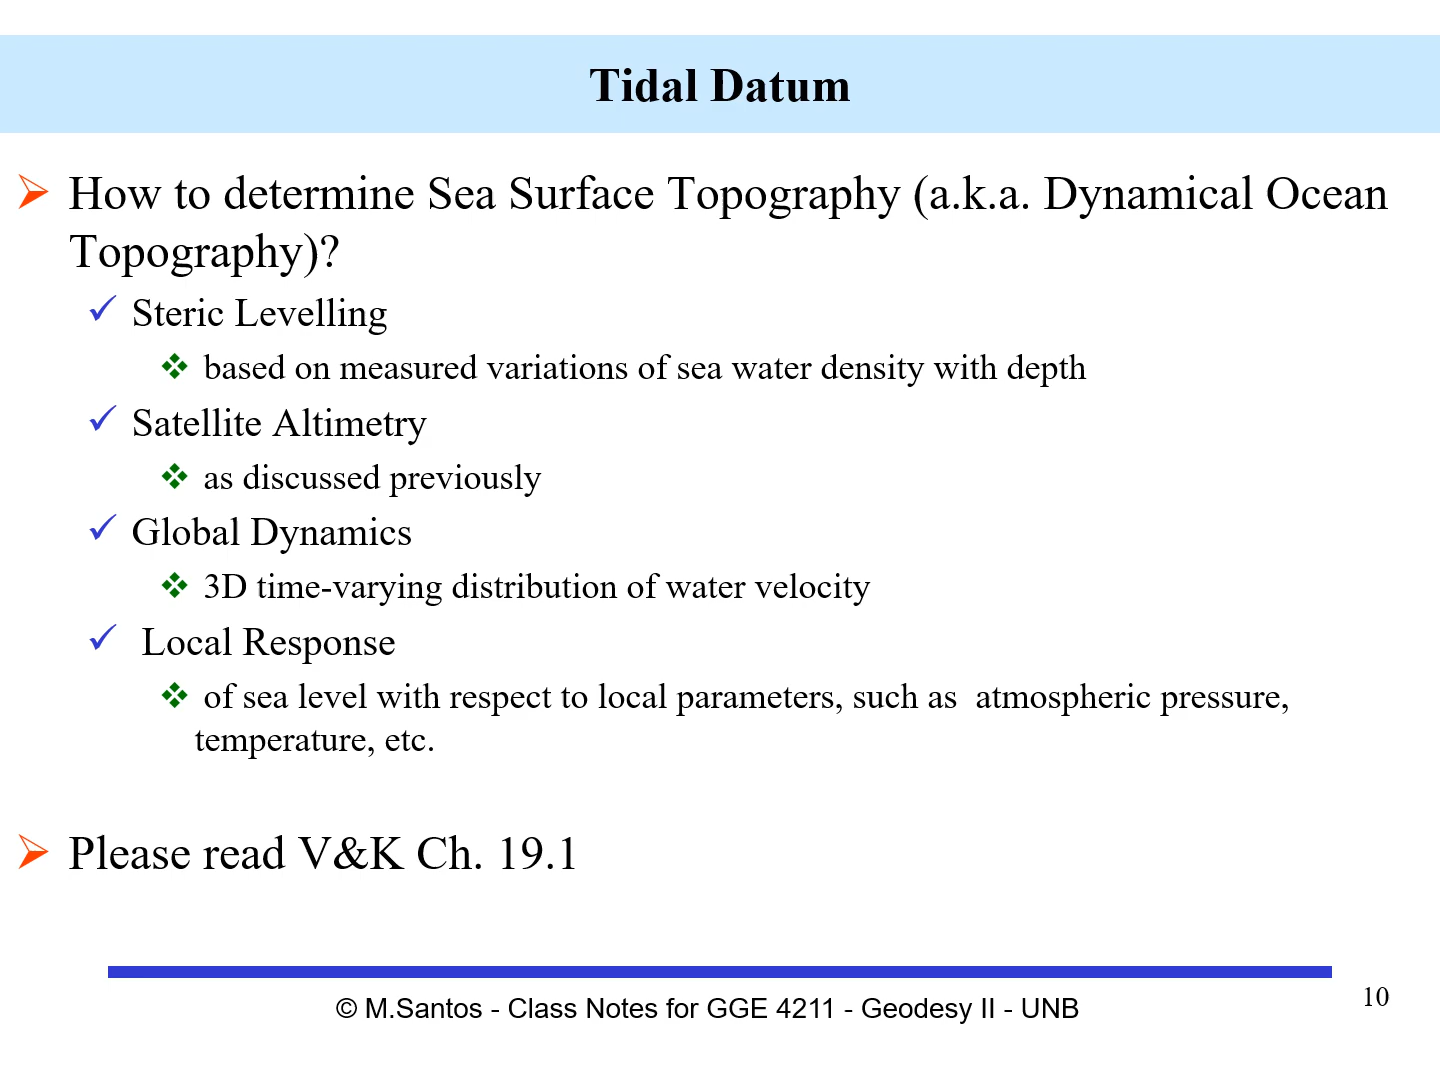 Tidal Datum
How to determine Sea Surface Topography (a.k.a. Dynamical Ocean
Topography)?
Steric Levelling
based on measured variations of sea water density with depth
Satellite Altimetry
as discussed previously
Global Dynamics
3D time-varying distribution of water velocity
Local Response
of sea level with respect to local parameters, such as  atmospheric pressure,
temperature, etc.
Please read V&K Ch. 19.1
© M.Santos - Class Notes for GGE 4211 - Geodesy II - UNB
10